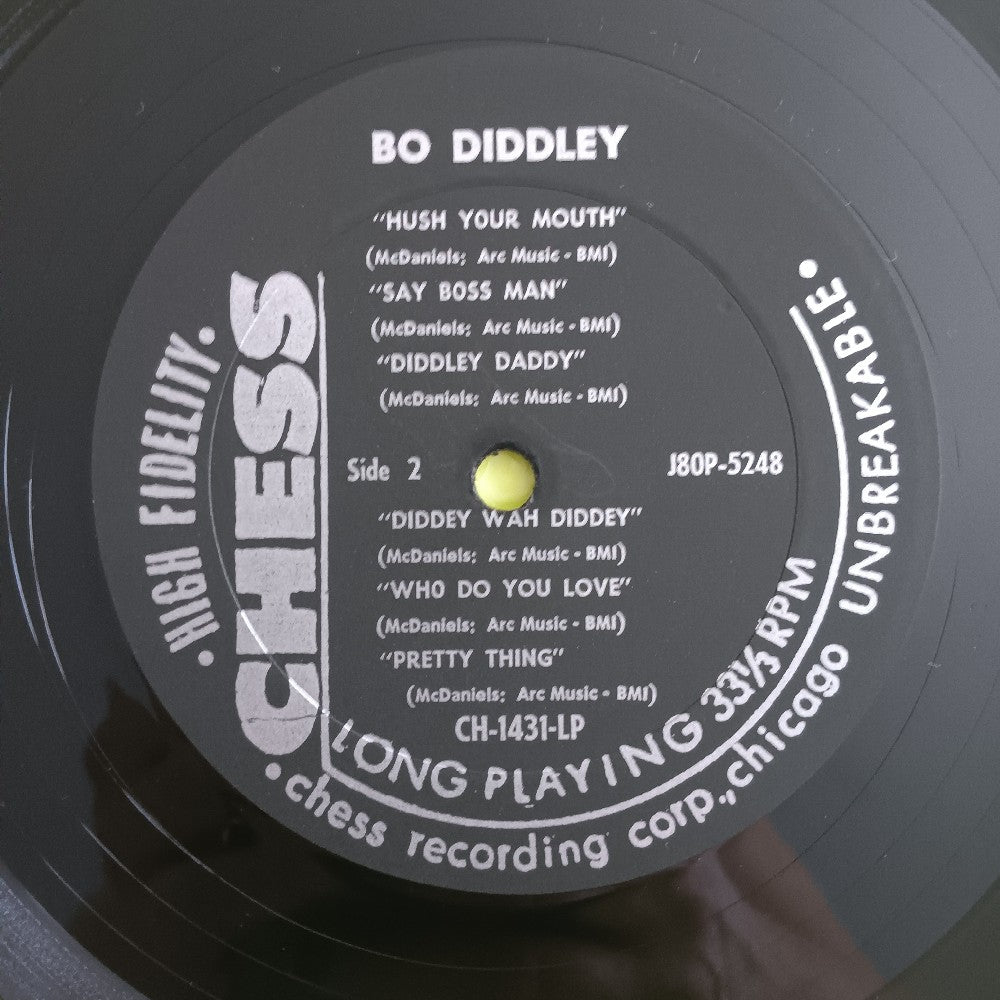 BO DIDDLEY
"HUSH YOUR MOUTH"
(McDaniels; Arc Music - BMI)
"SAY BOSS MAN"
(McDaniels; Arc Music - BMI)
"DIDDLEY DADDY"
(McDaniels; Arc Music - BMI)
Side 2
J80P-5248
"DIDDEY WAH DIDDEY"
(McDaniels; Arc Music - BMI)
"WHO DO YOU LOVE"
(McDaniels; Arc Music - BMI)
"PRETTY THING"
(McDaniels; Arc Music - BMI)
CH-1431-LP
CHESS
LONG PLAYING 33⅓ RPM
• HIGH FIDELITY •
• chess recording corp., chicago UNBREAKABLE •